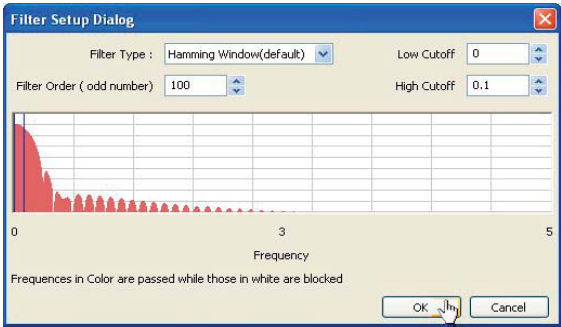 Filter Setup Dialog
Filter Type : Hamming Window(default) Low Cutoff 0
Filter Order ( odd number) 100 High Cutoff 0.1
0 3 5
Frequency
Frequences in Color are passed while those in white are blocked
OK Cancel